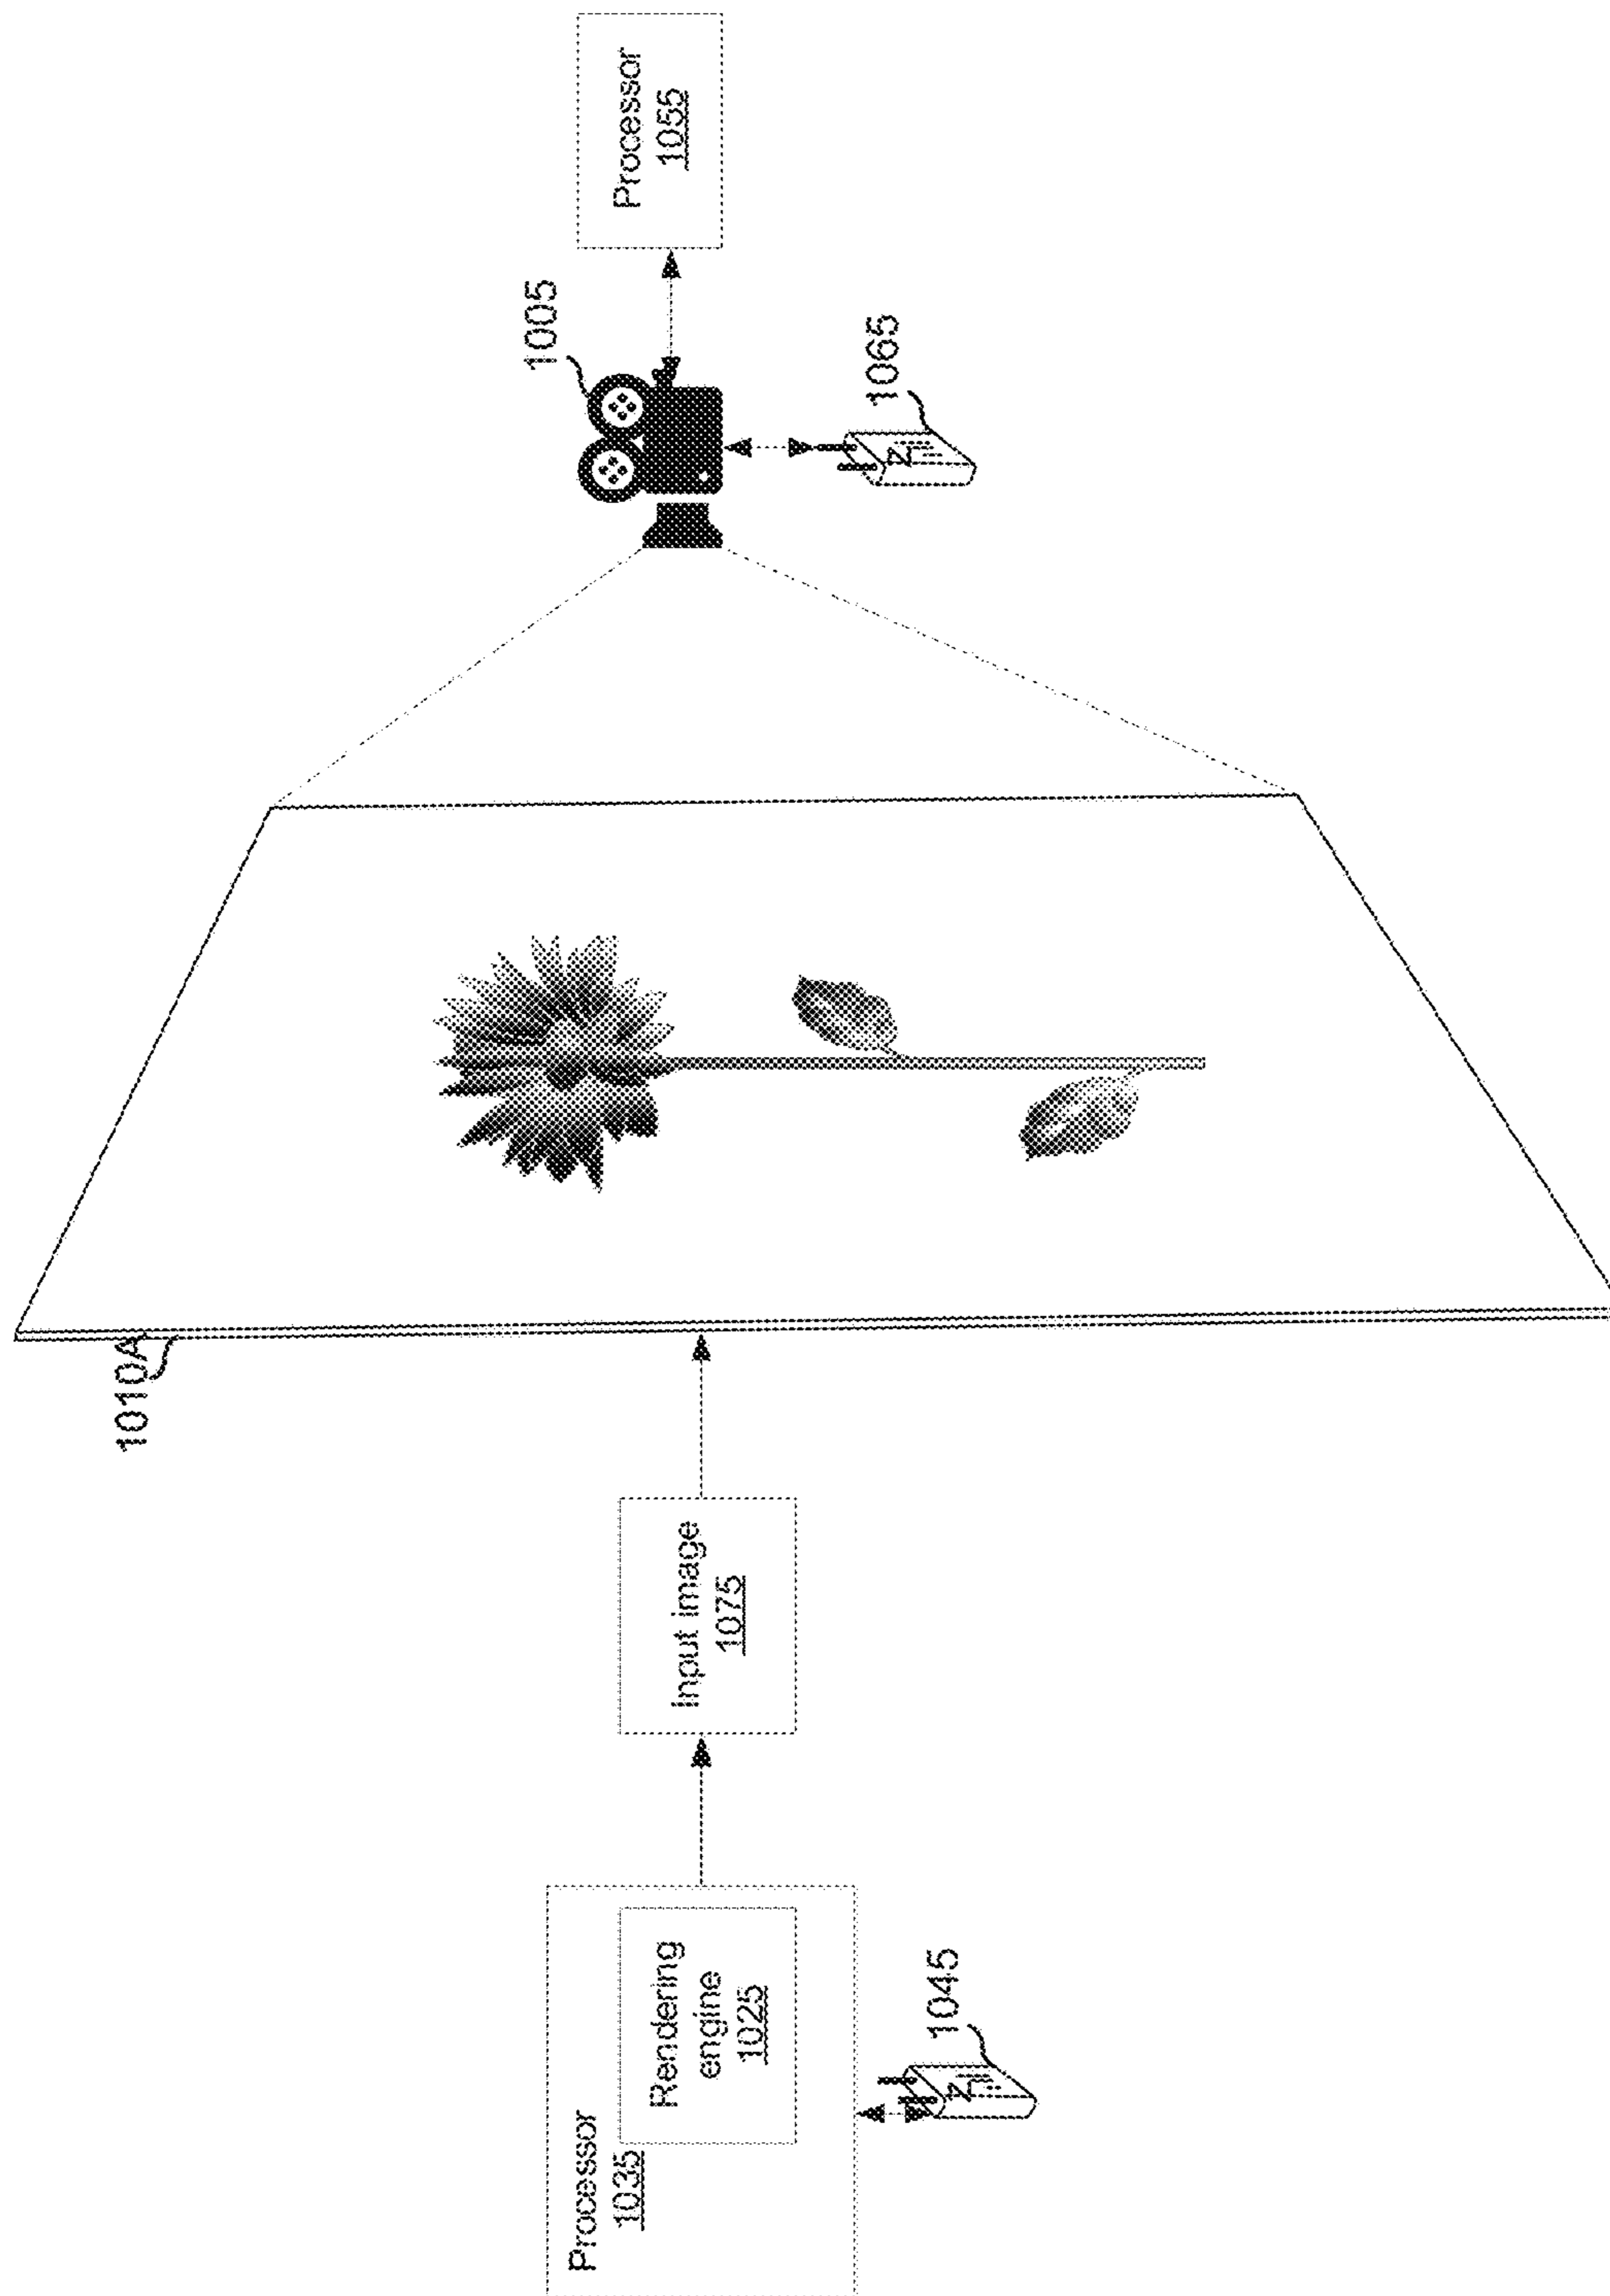 Processor
1035
Rendering
engine
1025
1045
Input image
1075
1010A
1005
1065
Processor
1055